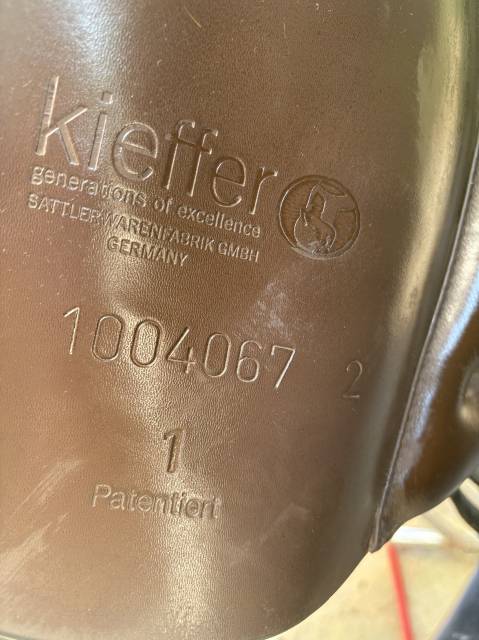 kieffer
generations of excellence
SATTLERWARENFABRIK GMBH
GERMANY
1004067 2
1
Patentiert